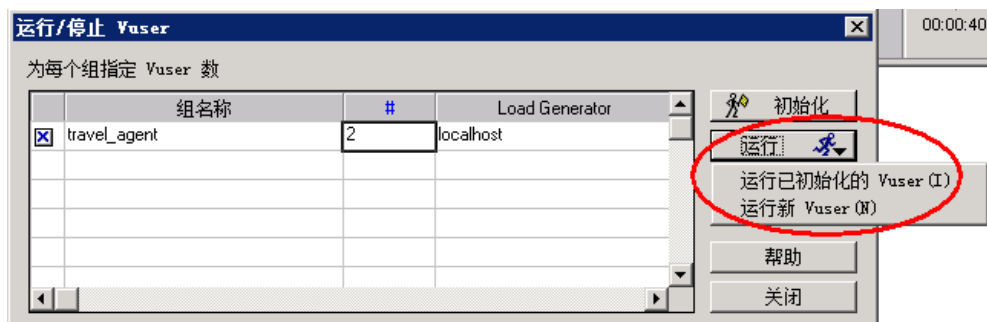 运行/停止 Vuser
00:00:40
为每个组指定 Vuser 数
组名称 # Load Generator
travel_agent 2 localhost
初始化
运行
运行已初始化的 Vuser(I)
运行新 Vuser(N)
帮助
关闭